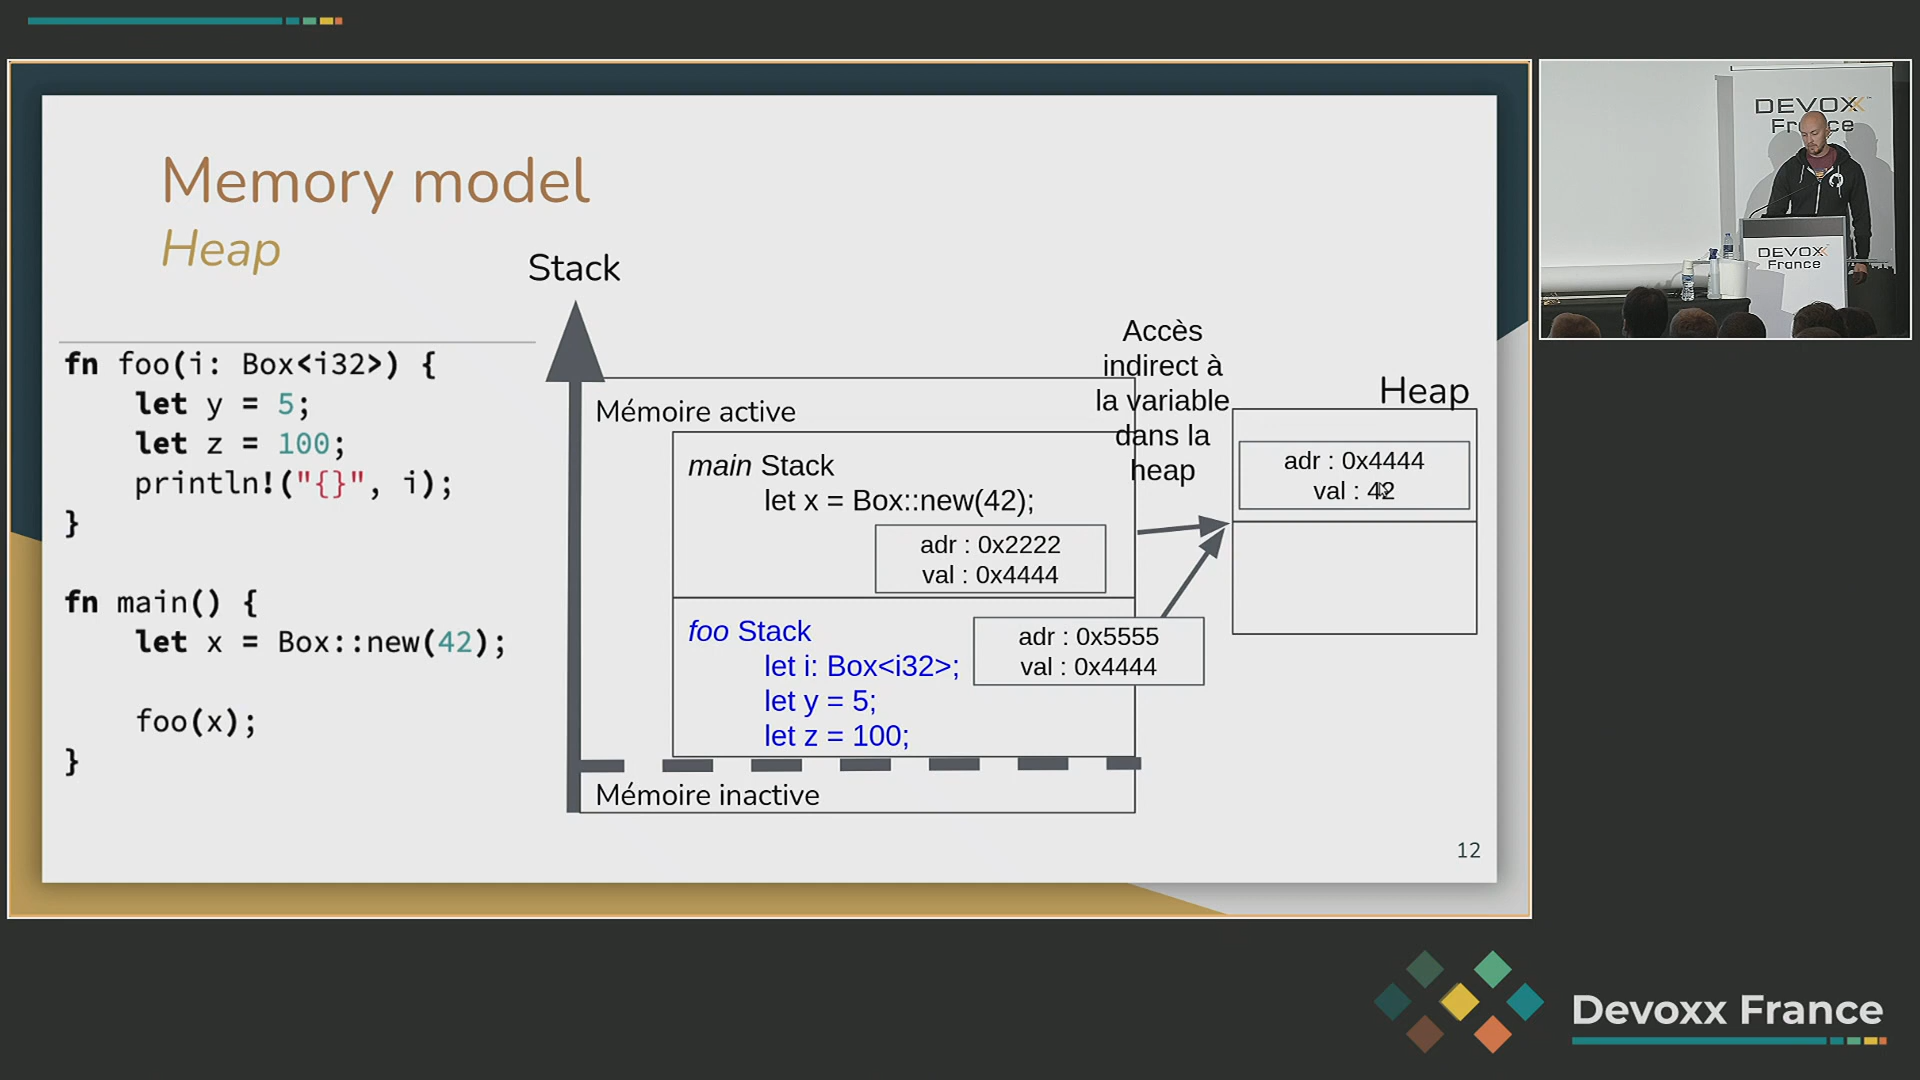 Memory model
Heap
Stack
fn foo(i: Box<i32>) {
let y = 5;
let z = 100;
println!("{}", i);
}
fn main() {
let x = Box::new(42);
foo(x);
}
Mémoire active
main Stack
let x = Box::new(42);
adr : 0x2222
val : 0x4444
foo Stack
let i: Box<i32>;
let y = 5;
let z = 100;
adr : 0x5555
val : 0x4444
Mémoire inactive
Accès
indirect à
la variable
dans la
heap
Heap
adr : 0x4444
val : 42
12
DEVOXX
France
DEVOXX
France
Devoxx France